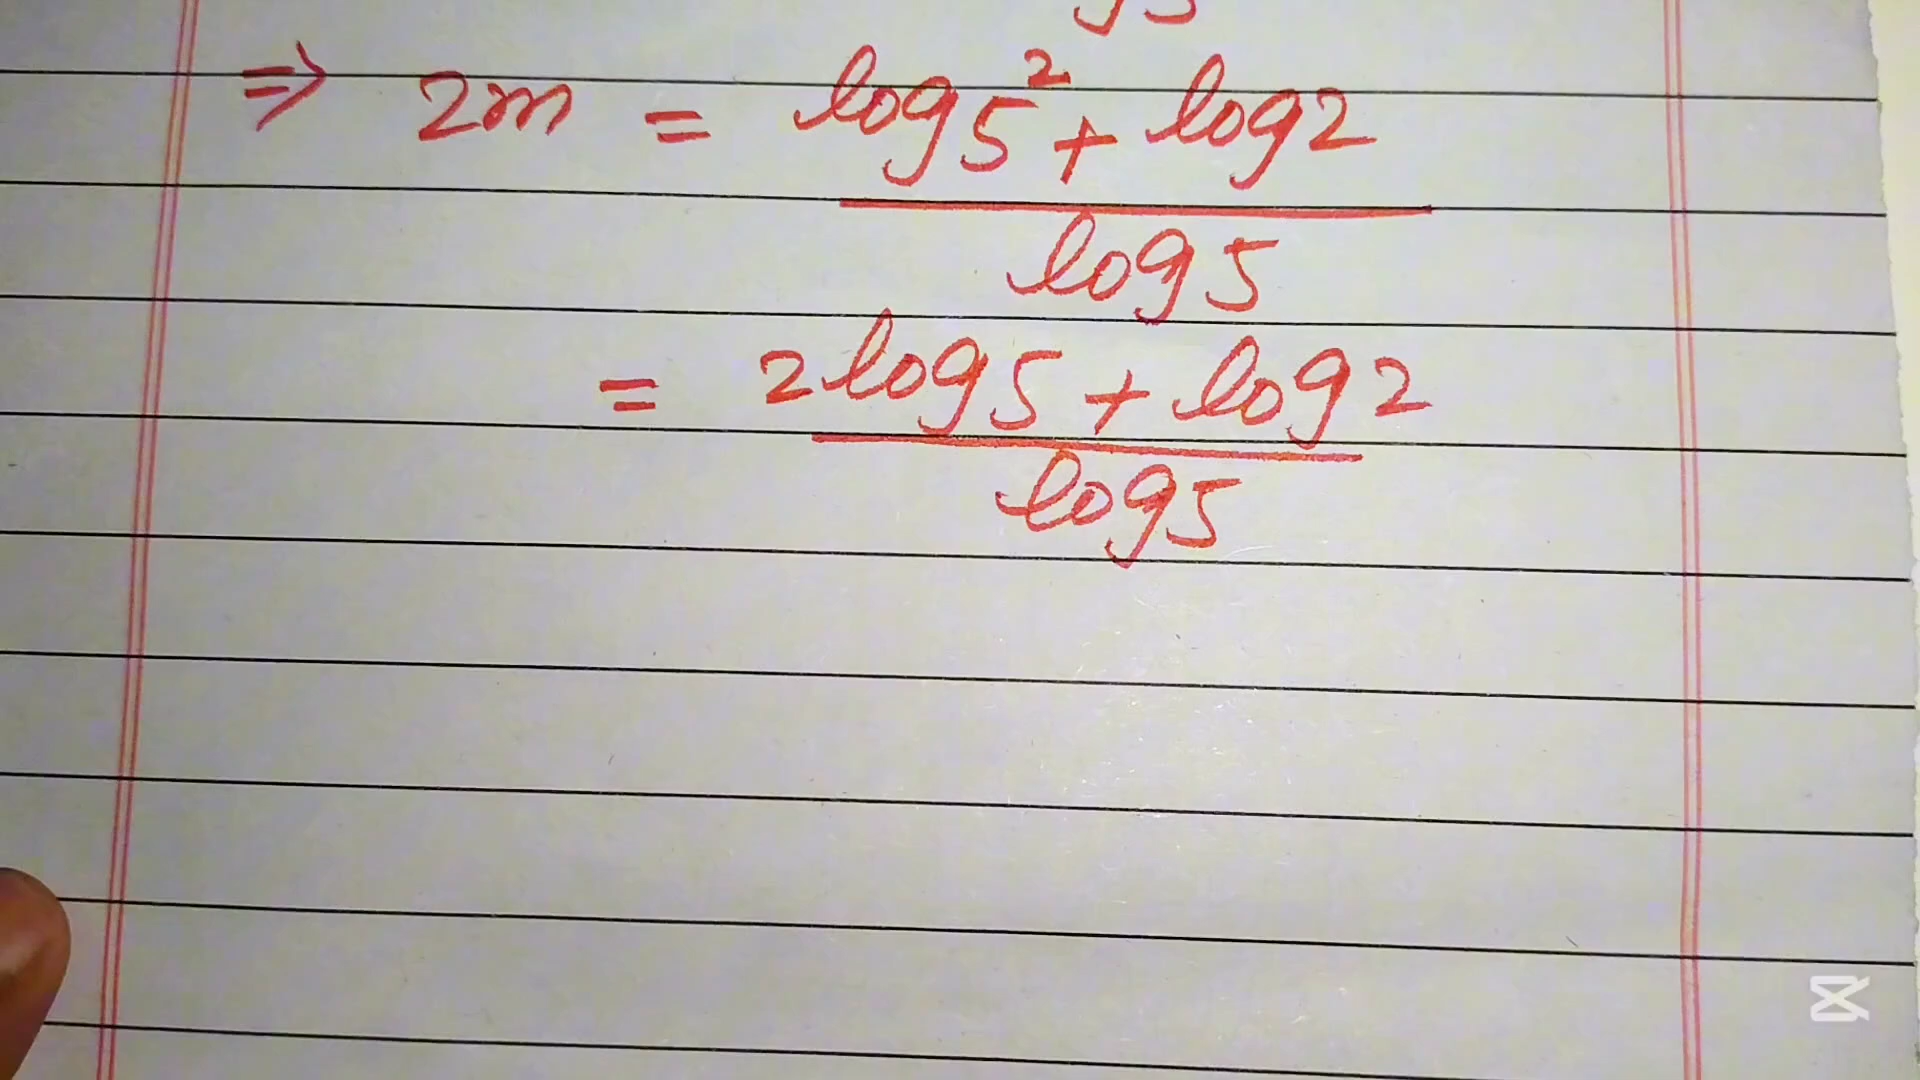 ⇒ 2m = log5² + log2
log5
= 2log5 + log2
log5